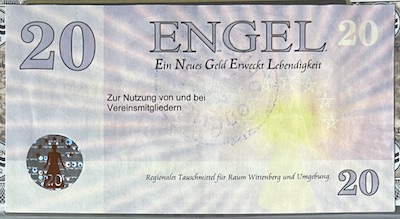 20 ENGEL 20
Ein Neues Geld Erweckt Lebendigkeit
Zur Nutzung von und bei
Vereinsmitgliedern
20
Regionales Tauschmittel für Raum Wittenberg und Umgebung.
20